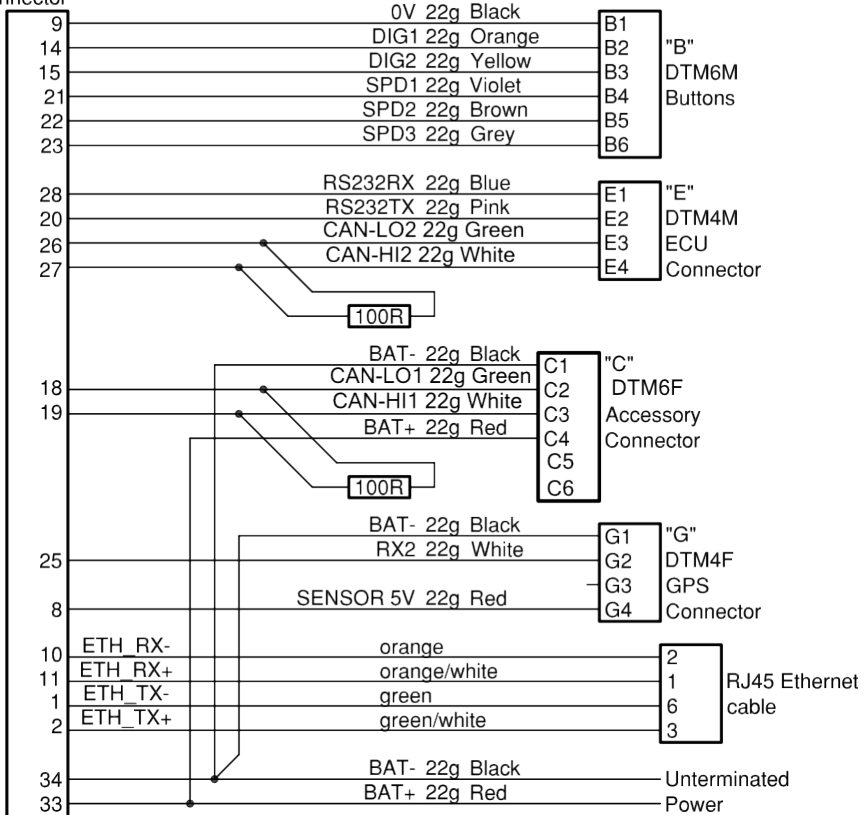 nnector
9 0V 22g Black B1
14 DIG1 22g Orange B2 "B"
15 DIG2 22g Yellow B3 DTM6M
21 SPD1 22g Violet B4 Buttons
22 SPD2 22g Brown B5
23 SPD3 22g Grey B6
28 RS232RX 22g Blue E1 "E"
20 RS232TX 22g Pink E2 DTM4M
26 CAN-LO2 22g Green E3 ECU
27 CAN-HI2 22g White E4 Connector
100R
BAT- 22g Black C1 "C"
18 CAN-LO1 22g Green C2 DTM6F
19 CAN-HI1 22g White C3 Accessory
BAT+ 22g Red C4 Connector
C5
100R C6
BAT- 22g Black G1 "G"
25 RX2 22g White G2 DTM4F
G3 GPS
8 SENSOR 5V 22g Red G4 Connector
10 ETH_RX- orange 2
11 ETH_RX+ orange/white 1 RJ45 Ethernet
1 ETH_TX- green 6 cable
2 ETH_TX+ green/white 3
34 BAT- 22g Black Unterminated
33 BAT+ 22g Red Power